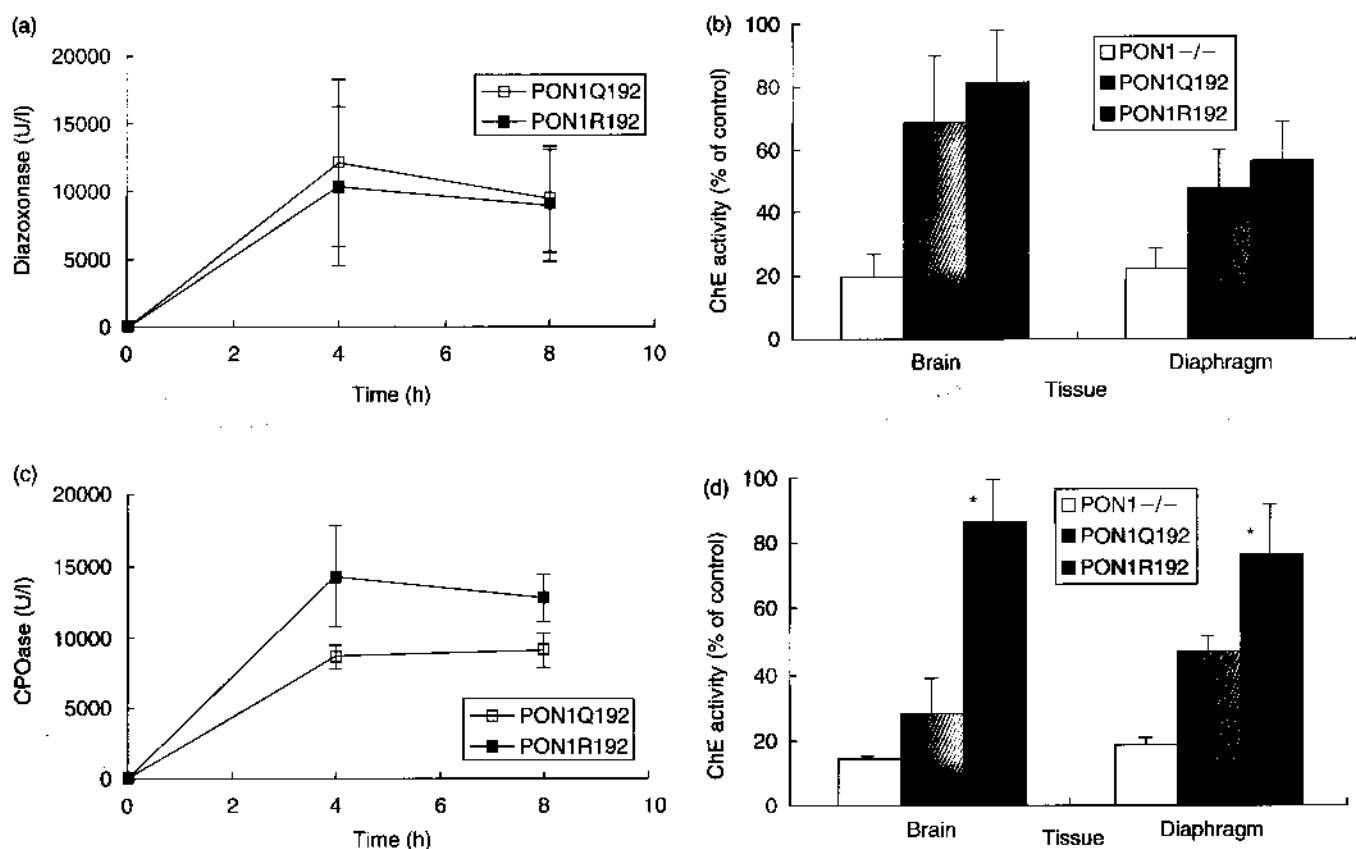 (a)
20000
15000
10000
5000
0
Diazoxonase (U/l)
PON1Q192
PON1R192
0 2 4 6 8 10
Time (h)
(b)
100
80
60
40
20
0
ChE activity (% of control)
PON1−/−
PON1Q192
PON1R192
Brain Diaphragm
Tissue
(c)
20000
15000
10000
5000
0
CPOase (U/l)
PON1Q192
PON1R192
0 2 4 6 8 10
Time (h)
(d)
100
80
60
40
20
0
ChE activity (% of control)
PON1−/−
PON1Q192
PON1R192
*
*
Brain Tissue Diaphragm